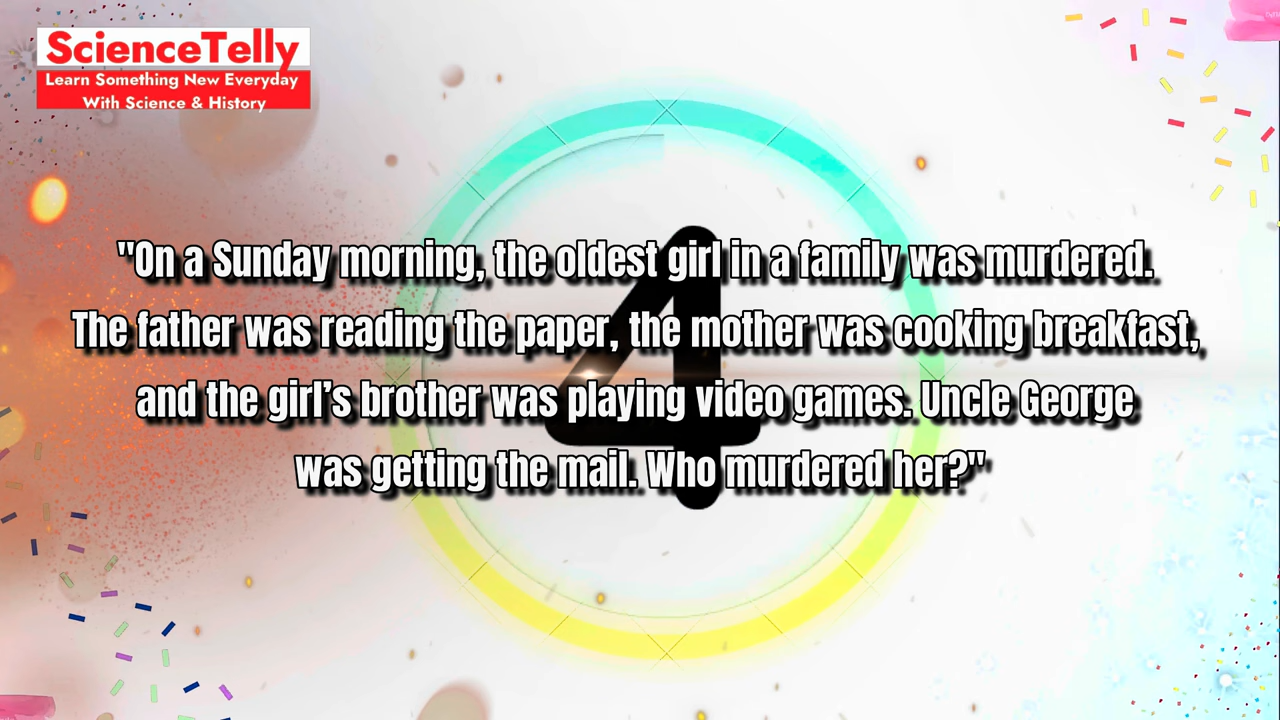 ScienceTelly
Learn Something New Everyday
With Science & History
"On a Sunday morning, the oldest girl in a family was murdered.
The father was reading the paper, the mother was cooking breakfast,
and the girl’s brother was playing video games. Uncle George
was getting the mail. Who murdered her?"
4